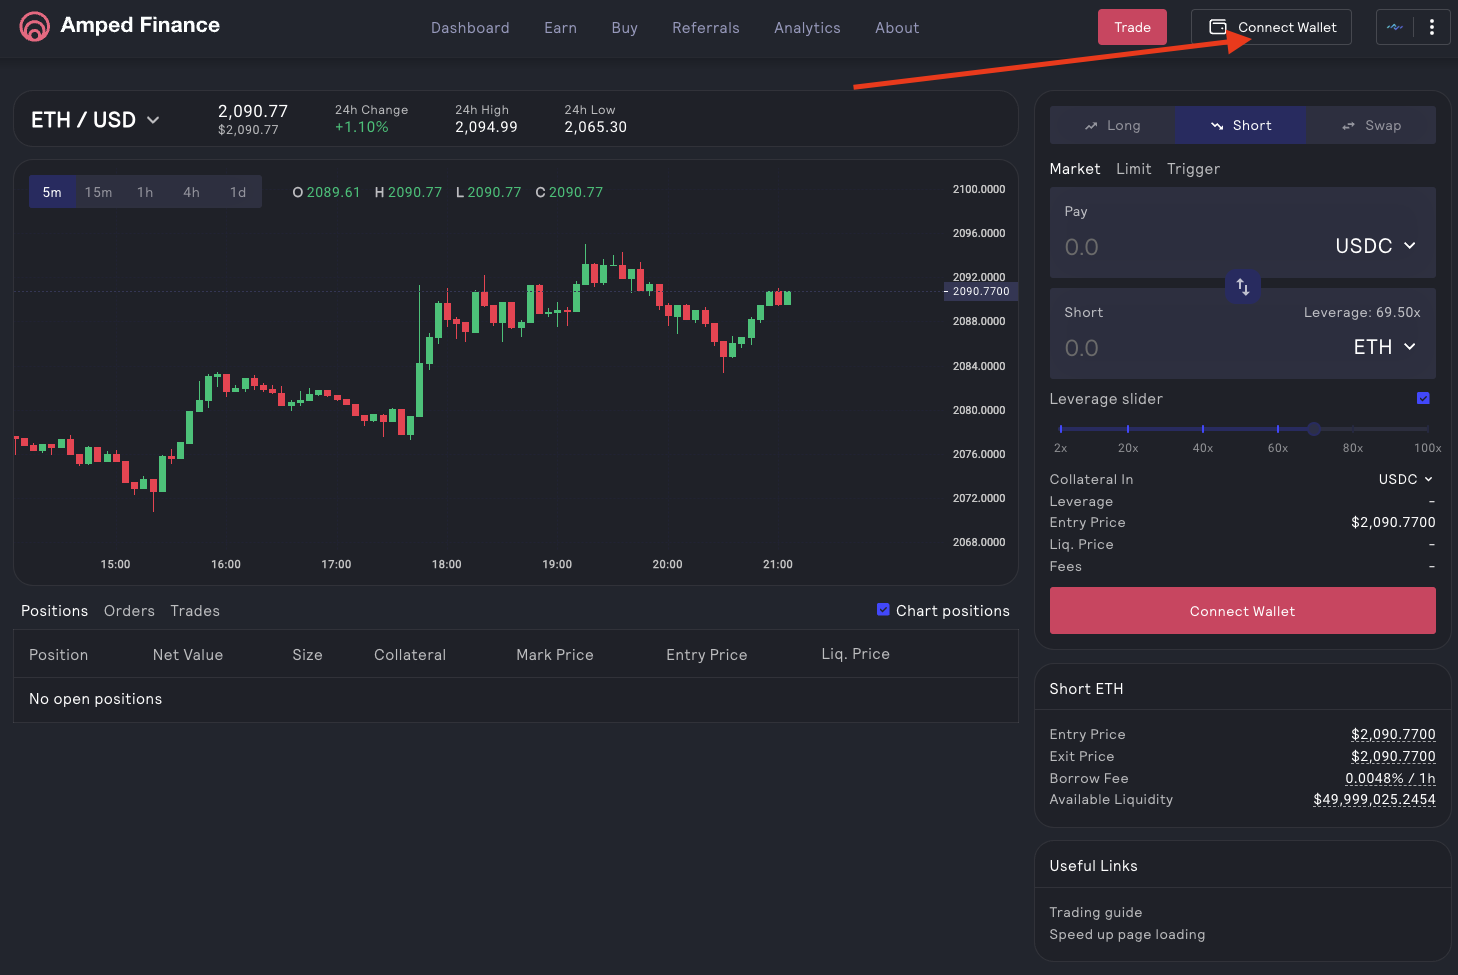 Amped Finance
Dashboard Earn Buy Referrals Analytics About
Trade
Connect Wallet
ETH / USD
2,090.77
$2,090.77
24h Change
+1.10%
24h High
2,094.99
24h Low
2,065.30
5m 15m 1h 4h 1d
O 2089.61 H 2090.77 L 2090.77 C 2090.77
2100.0000
2096.0000
2092.0000
2090.7700
2088.0000
2084.0000
2080.0000
2076.0000
2072.0000
2068.0000
15:00 16:00 17:00 18:00 19:00 20:00 21:00
Positions Orders Trades
Chart positions
Position Net Value Size Collateral Mark Price Entry Price Liq. Price
No open positions
Long Short Swap
Market Limit Trigger
Pay
0.0 USDC
Short Leverage: 69.50x
0.0 ETH
Leverage slider
2x 20x 40x 60x 80x 100x
Collateral In USDC
Leverage -
Entry Price $2,090.7700
Liq. Price -
Fees -
Connect Wallet
Short ETH
Entry Price $2,090.7700
Exit Price $2,090.7700
Borrow Fee 0.0048% / 1h
Available Liquidity $49,999,025.2454
Useful Links
Trading guide
Speed up page loading